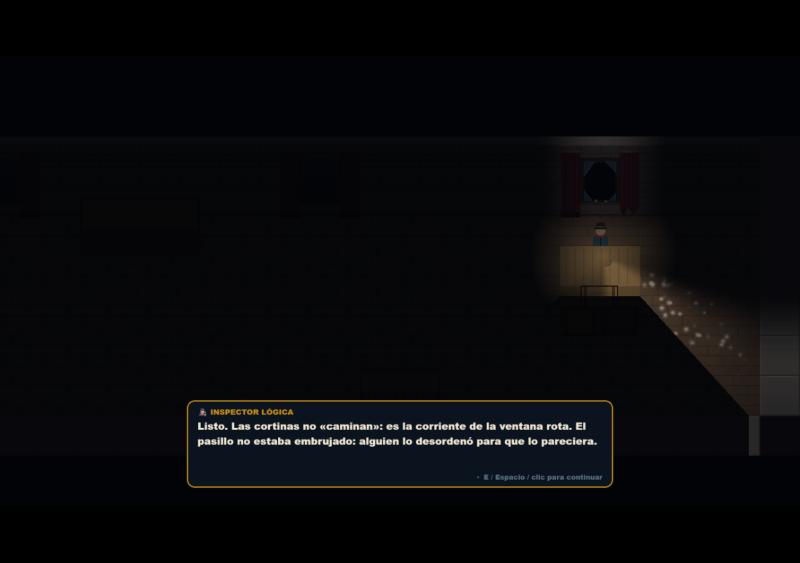 INSPECTOR LÓGICA
Listo. Las cortinas no «caminan»: es la corriente de la ventana rota. El
pasillo no estaba embrujado: alguien lo desordenó para que lo pareciera.
• E / Espacio / clic para continuar